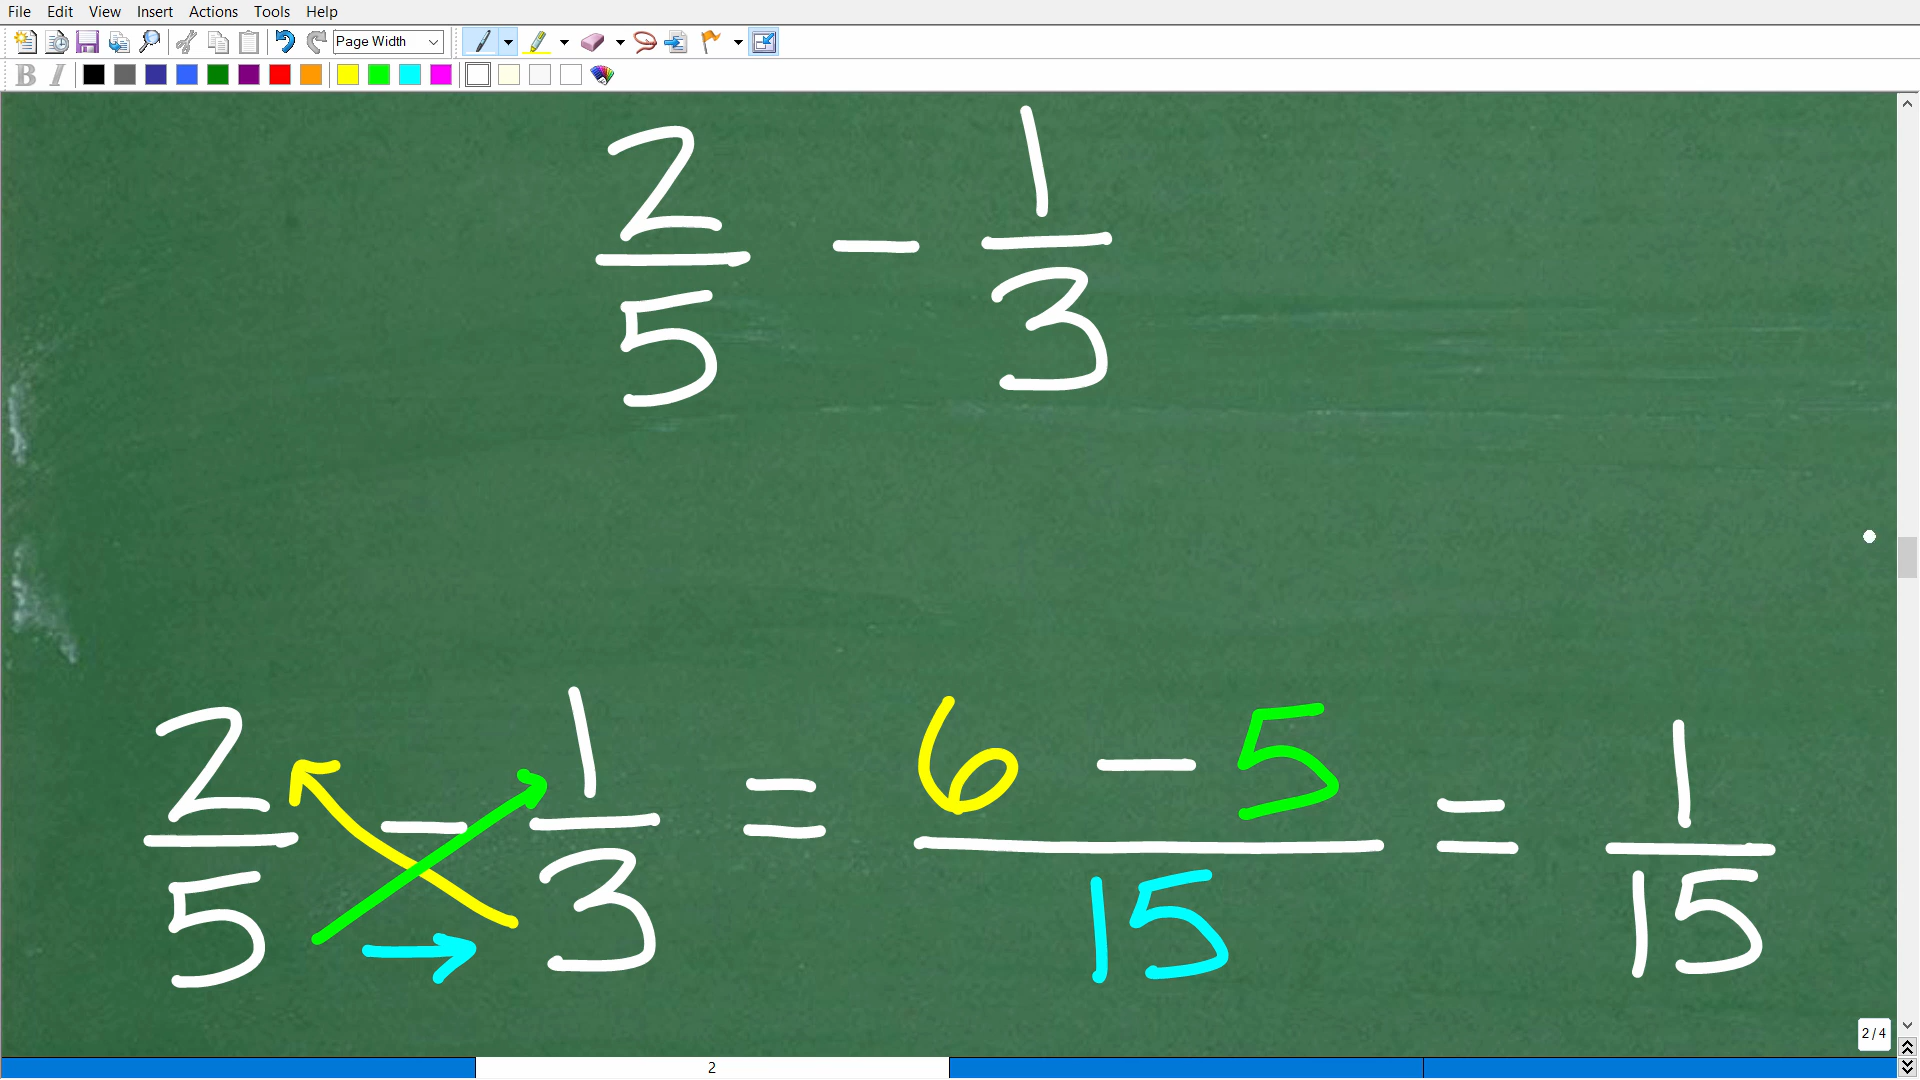 File Edit View Insert Actions Tools Help
Page Width
B I
2/5 − 1/3
2/5 − 1/3 = (6 − 5)/15 = 1/15
2 / 4
2